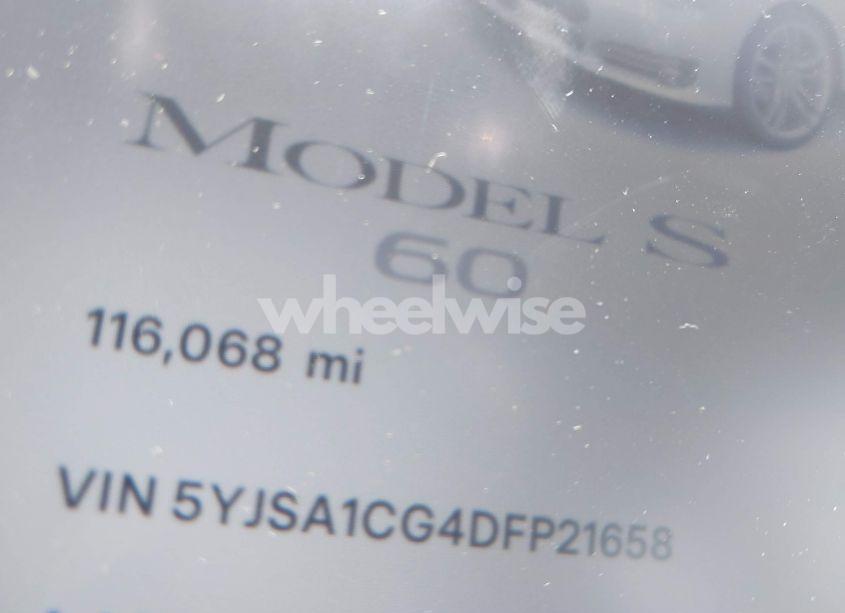 MODEL S
60
wheelwise
116,068 mi
VIN 5YJSA1CG4DFP21658